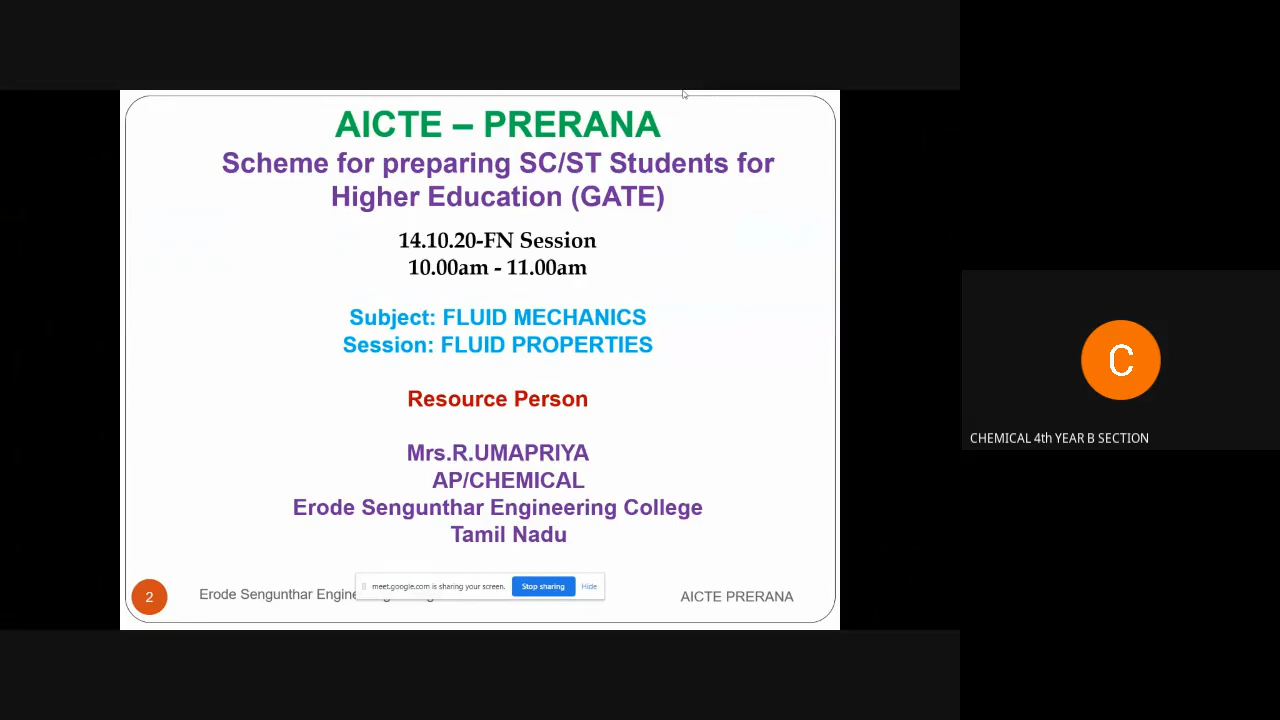 AICTE – PRERANA
Scheme for preparing SC/ST Students for
Higher Education (GATE)
14.10.20-FN Session
10.00am - 11.00am
Subject: FLUID MECHANICS
Session: FLUID PROPERTIES
Resource Person
Mrs.R.UMAPRIYA
AP/CHEMICAL
Erode Sengunthar Engineering College
Tamil Nadu
meet.google.com is sharing your screen.
Stop sharing
Hide
2
Erode Sengunthar
AICTE PRERANA
C
CHEMICAL 4th YEAR B SECTION